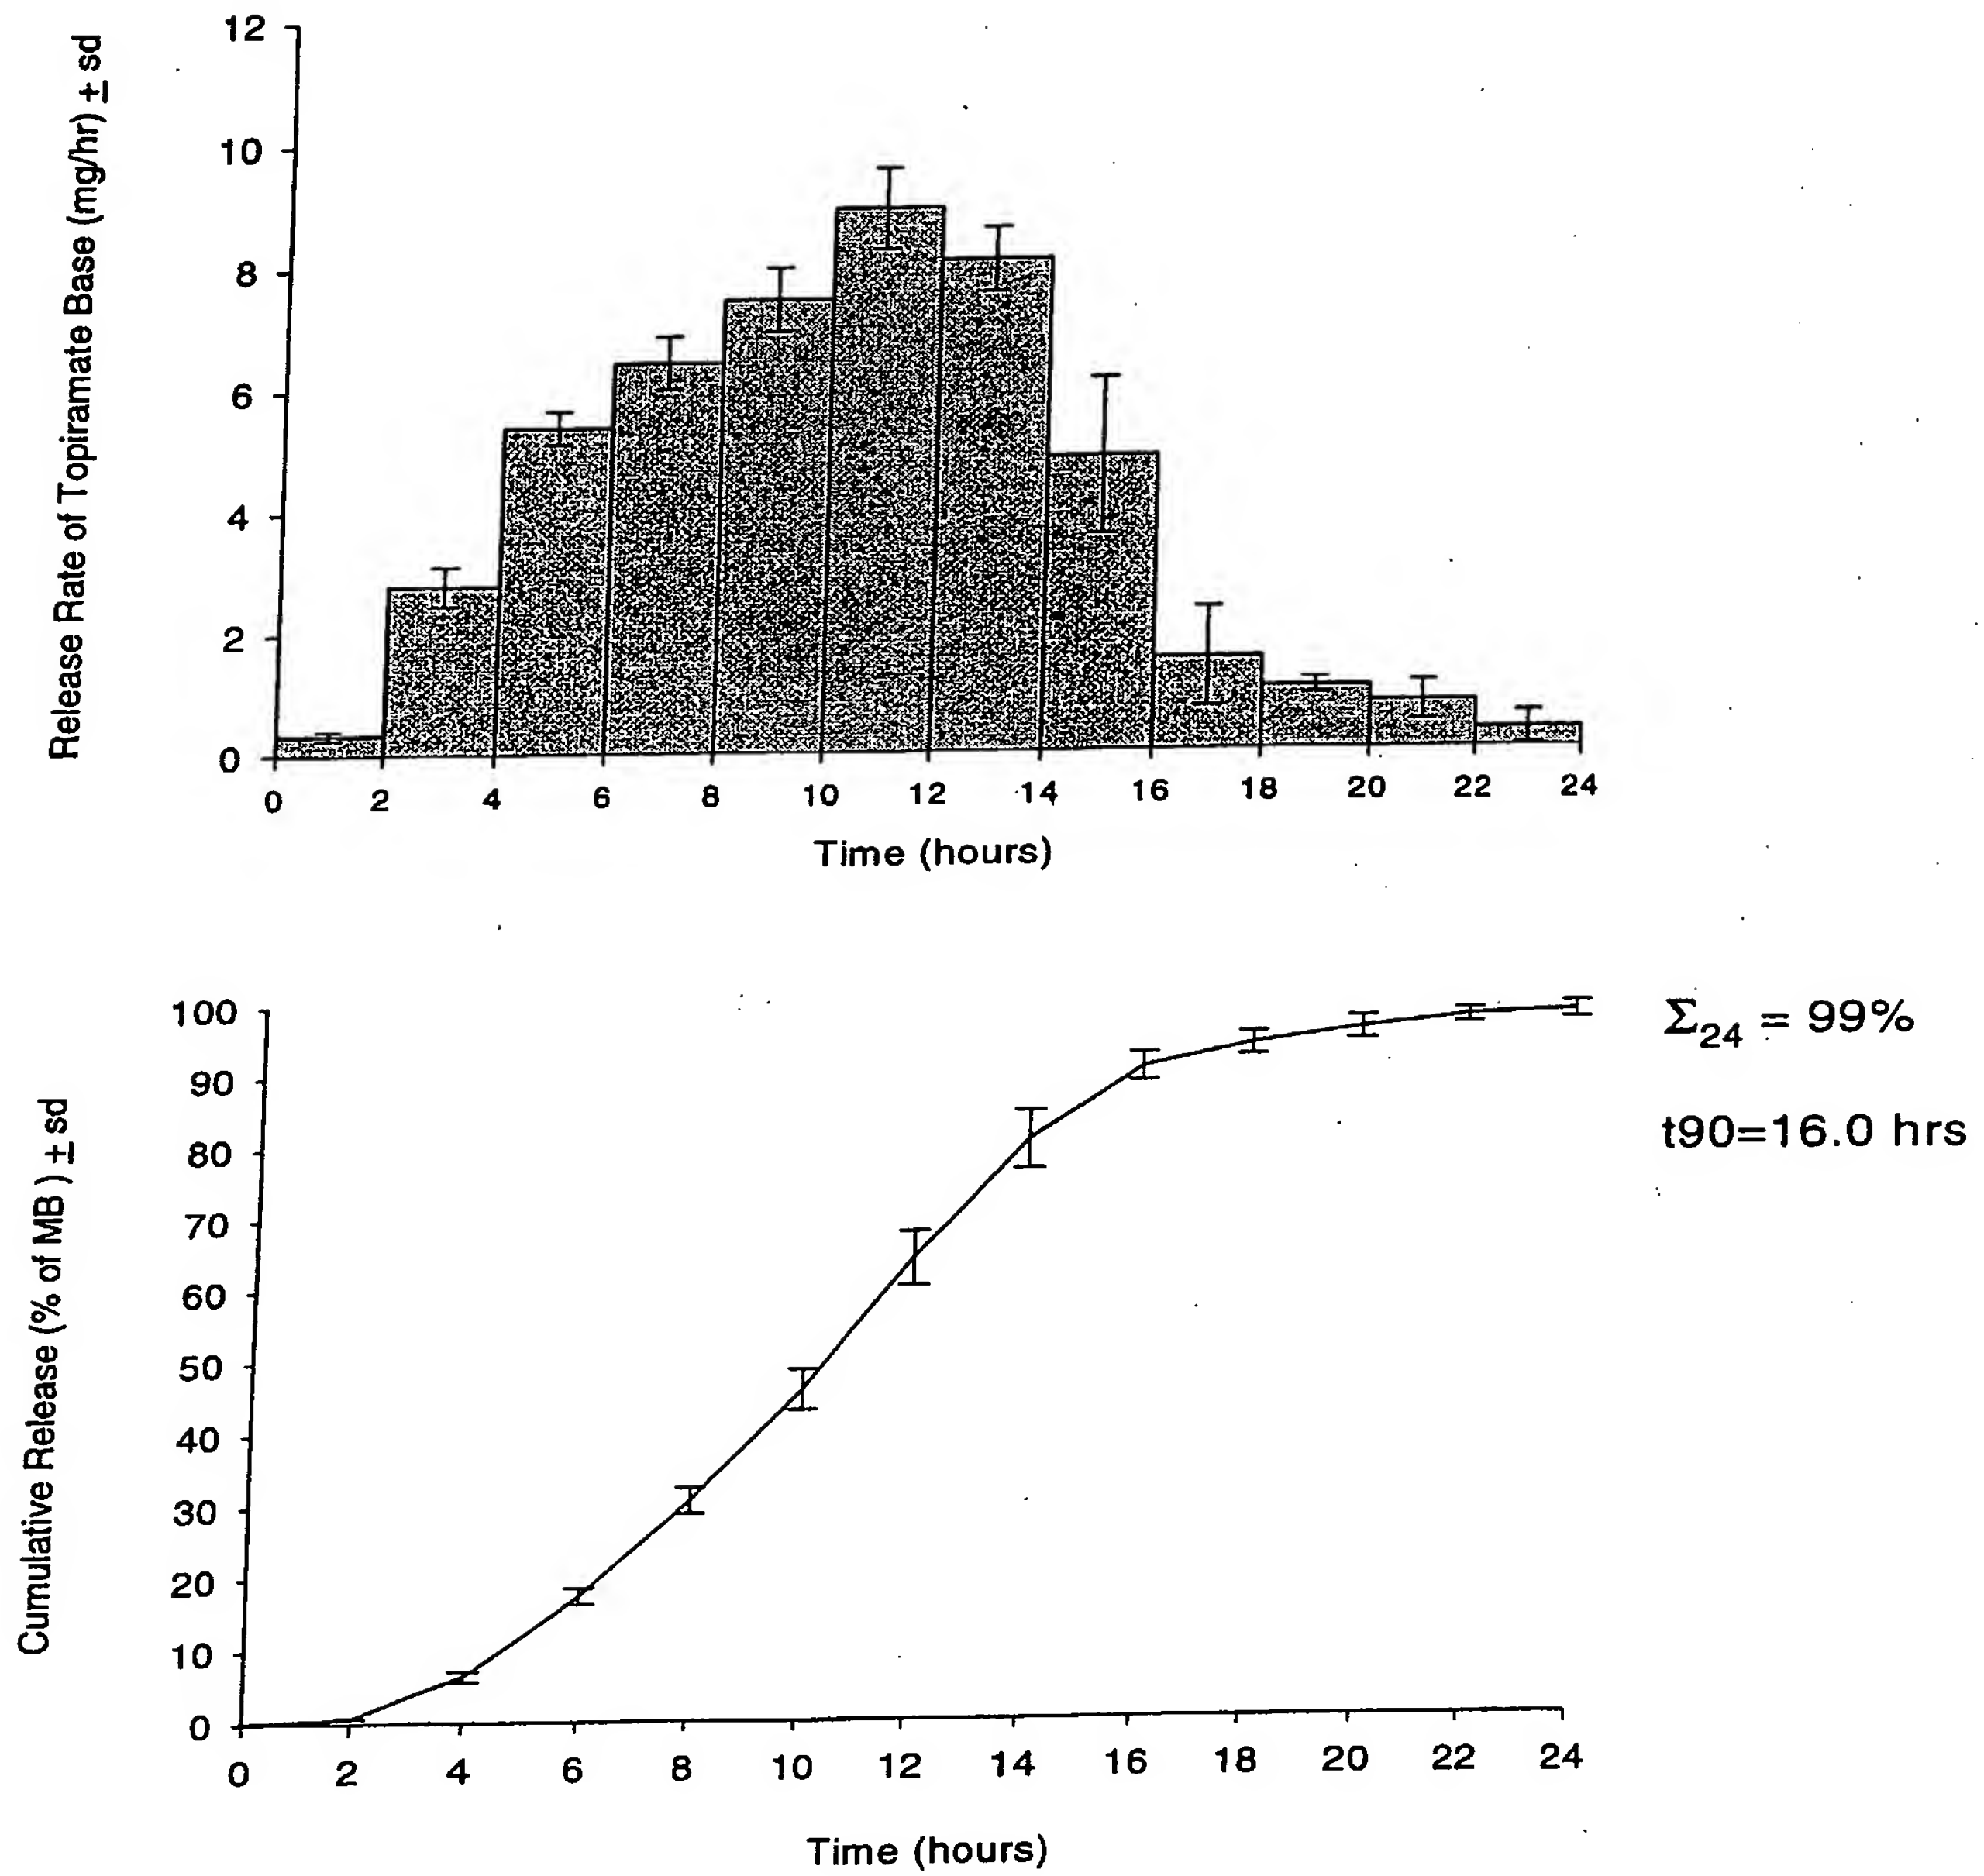 Release Rate of Topiramate Base (mg/hr) ± sd
12
10
8
6
4
2
0
0 2 4 6 8 10 12 14 16 18 20 22 24
Time (hours)
Cumulative Release (% of MB) ± sd
100
90
80
70
60
50
40
30
20
10
0
0 2 4 6 8 10 12 14 16 18 20 22 24
Time (hours)
Σ24 = 99%
t90=16.0 hrs